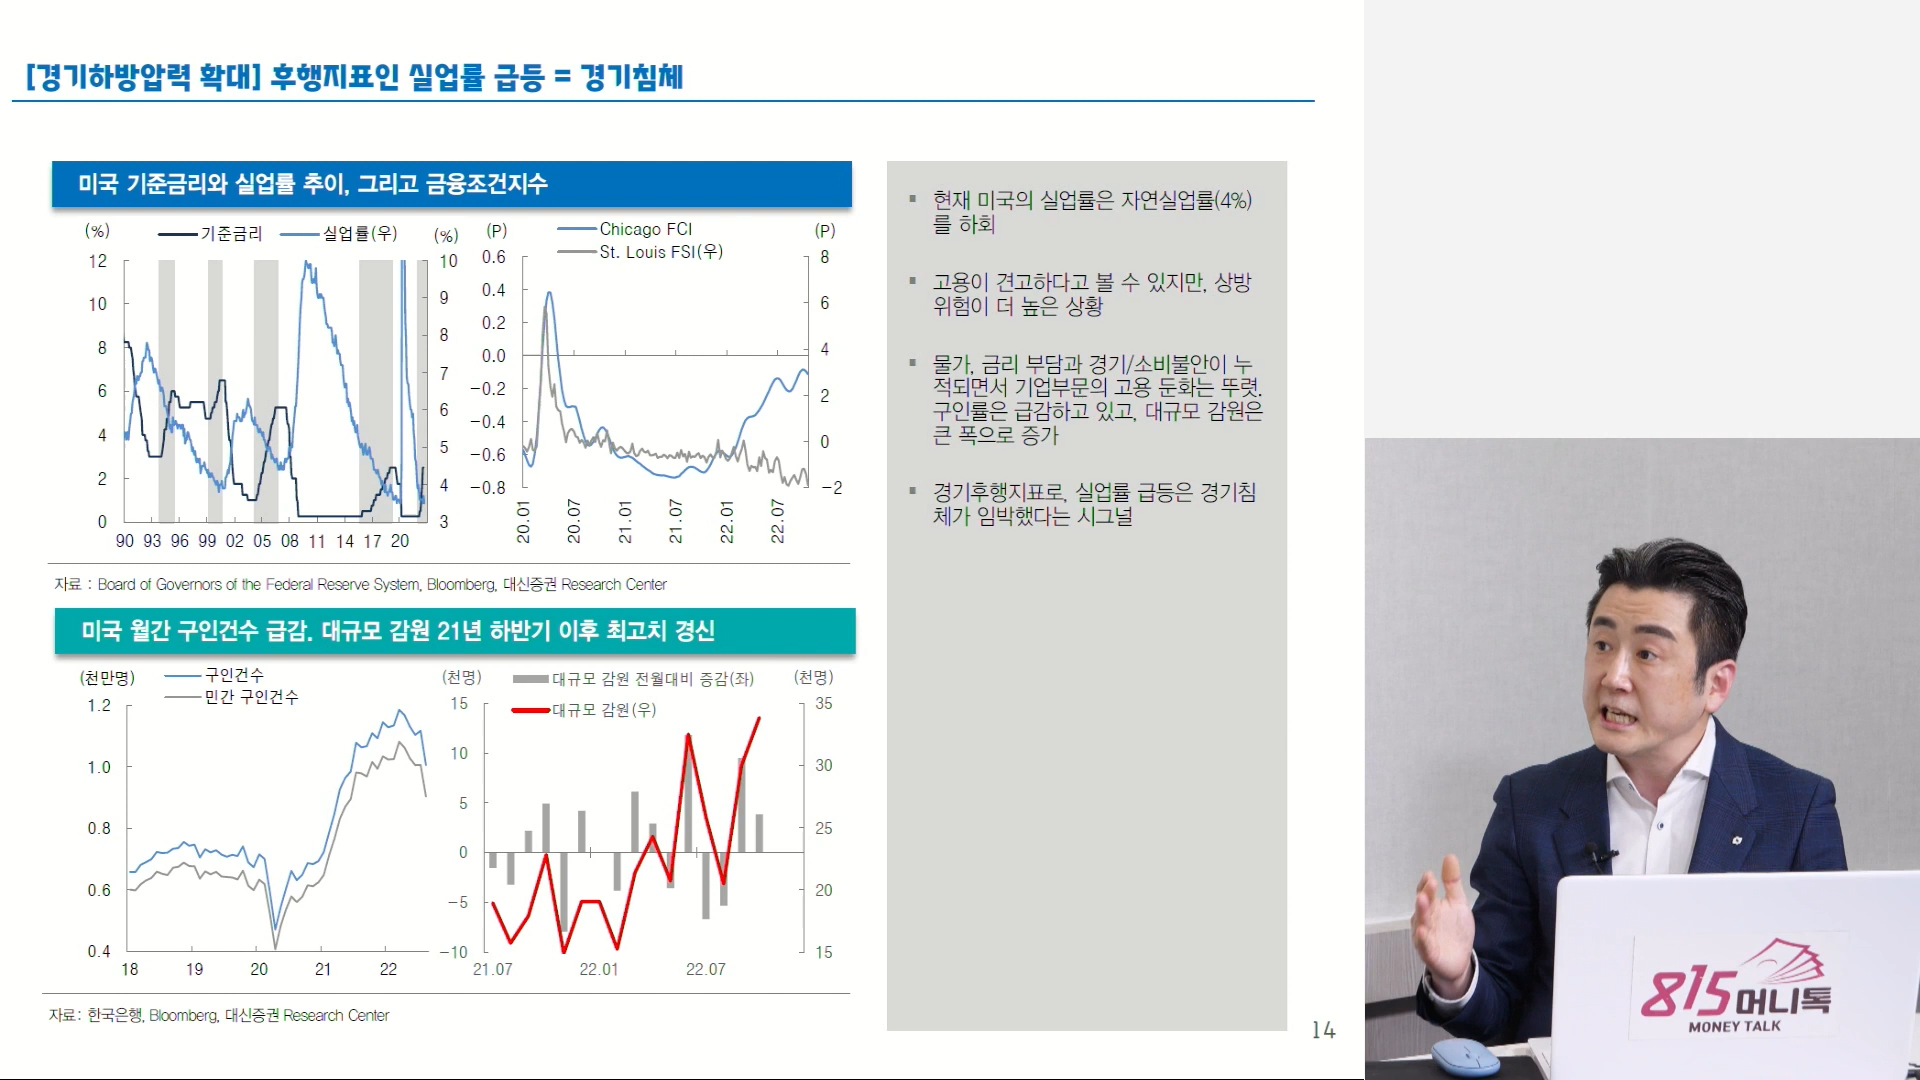 [경기하방압력 확대] 후행지표인 실업률 급등 = 경기침체
미국 기준금리와 실업률 추이, 그리고 금융조건지수
(%) 기준금리 실업률(우) (%)
12 10
10 9
8 8
7
6 6
4 5
2 4
0 3
90 93 96 99 02 05 08 11 14 17 20
(P) Chicago FCI (P)
St. Louis FSI(우)
0.6 8
0.4 6
0.2
0.0 4
-0.2 2
-0.4
-0.6 0
-0.8 -2
20.01 20.07 21.01 21.07 22.01 22.07
자료 : Board of Governors of the Federal Reserve System, Bloomberg, 대신증권 Research Center
미국 월간 구인건수 급감. 대규모 감원 21년 하반기 이후 최고치 경신
(천만명) 구인건수
민간 구인건수
1.2
1.0
0.8
0.6
0.4
18 19 20 21 22
(천명) 대규모 감원 전월대비 증감(좌) (천명)
대규모 감원(우)
15 35
10 30
5 25
0
-5 20
-10 15
21.07 22.01 22.07
자료: 한국은행, Bloomberg, 대신증권 Research Center
▪ 현재 미국의 실업률은 자연실업률(4%)
를 하회
▪ 고용이 견고하다고 볼 수 있지만, 상방
위험이 더 높은 상황
▪ 물가, 금리 부담과 경기/소비불안이 누
적되면서 기업부문의 고용 둔화는 뚜렷.
구인률은 급감하고 있고, 대규모 감원은
큰 폭으로 증가
▪ 경기후행지표로, 실업률 급등은 경기침
체가 임박했다는 시그널
14
815머니톡
MONEY TALK